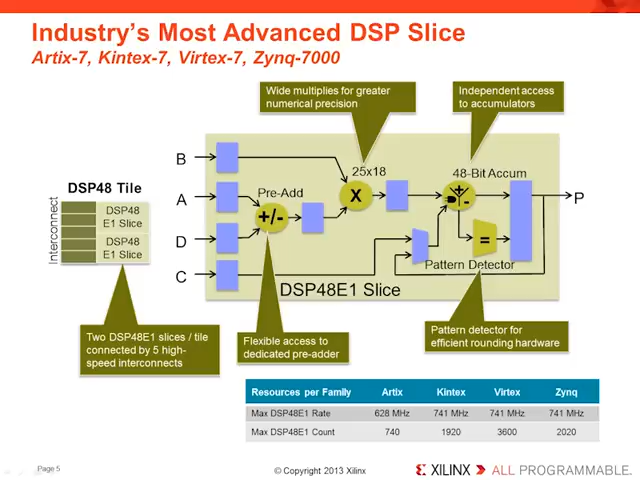 Industry's Most Advanced DSP Slice
Artix-7, Kintex-7, Virtex-7, Zynq-7000
Wide multiplies for greater
numerical precision
Independent access
to accumulators
B
25x18
48-Bit Accum
DSP48 Tile
A
Pre-Add
X
+/-
P
Interconnect
DSP48
E1 Slice
DSP48
E1 Slice
+/-
D
=
C
Pattern Detector
DSP48E1 Slice
Two DSP48E1 slices / tile
connected by 5 high-
speed interconnects
Flexible access to
dedicated pre-adder
Pattern detector for
efficient rounding hardware
Resources per Family Artix Kintex Virtex Zynq
Max DSP48E1 Rate 628 MHz 741 MHz 741 MHz 741 MHz
Max DSP48E1 Count 740 1920 3600 2020
Page 5
© Copyright 2013 Xilinx
XILINX ALL PROGRAMMABLE.